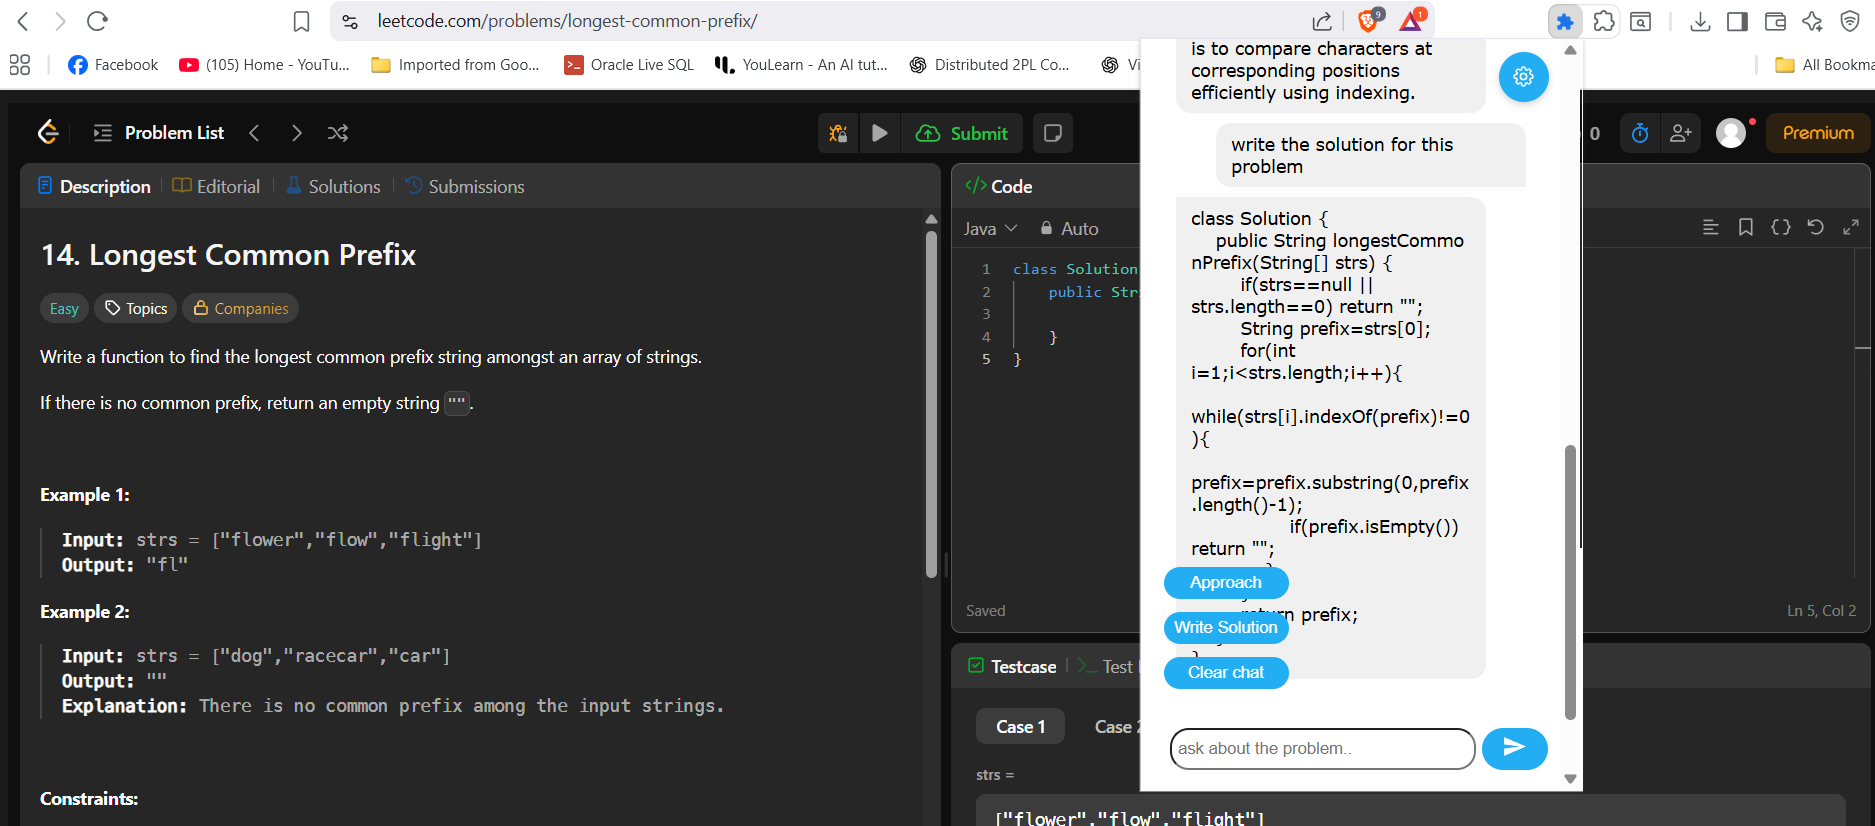 leetcode.com/problems/longest-common-prefix/
9
1
Facebook
(105) Home - YouTu...
Imported from Goo...
Oracle Live SQL
YouLearn - An AI tut...
Distributed 2PL Co...
Vi
All Bookma
Problem List
Submit
0
Premium
Description
Editorial
Solutions
Submissions
14. Longest Common Prefix
Easy
Topics
Companies
Write a function to find the longest common prefix string amongst an array of strings.
If there is no common prefix, return an empty string "".
Example 1:
Input: strs = ["flower","flow","flight"]
Output: "fl"
Example 2:
Input: strs = ["dog","racecar","car"]
Output: ""
Explanation: There is no common prefix among the input strings.
Constraints:
</> Code
Java
Auto
1 class Solution
2 public Str
3
4 }
5 }
Saved
Ln 5, Col 2
Testcase
>_ Test
Case 1
Case 2
strs =
["flower","flow","flight"]
is to compare characters at
corresponding positions
efficiently using indexing.
write the solution for this
problem
class Solution {
public String longestCommo
nPrefix(String[] strs) {
if(strs==null ||
strs.length==0) return "";
String prefix=strs[0];
for(int
i=1;i<strs.length;i++){
while(strs[i].indexOf(prefix)!=0
){
prefix=prefix.substring(0,prefix
.length()-1);
if(prefix.isEmpty())
return "";
return prefix;
Approach
Write Solution
Clear chat
ask about the problem..